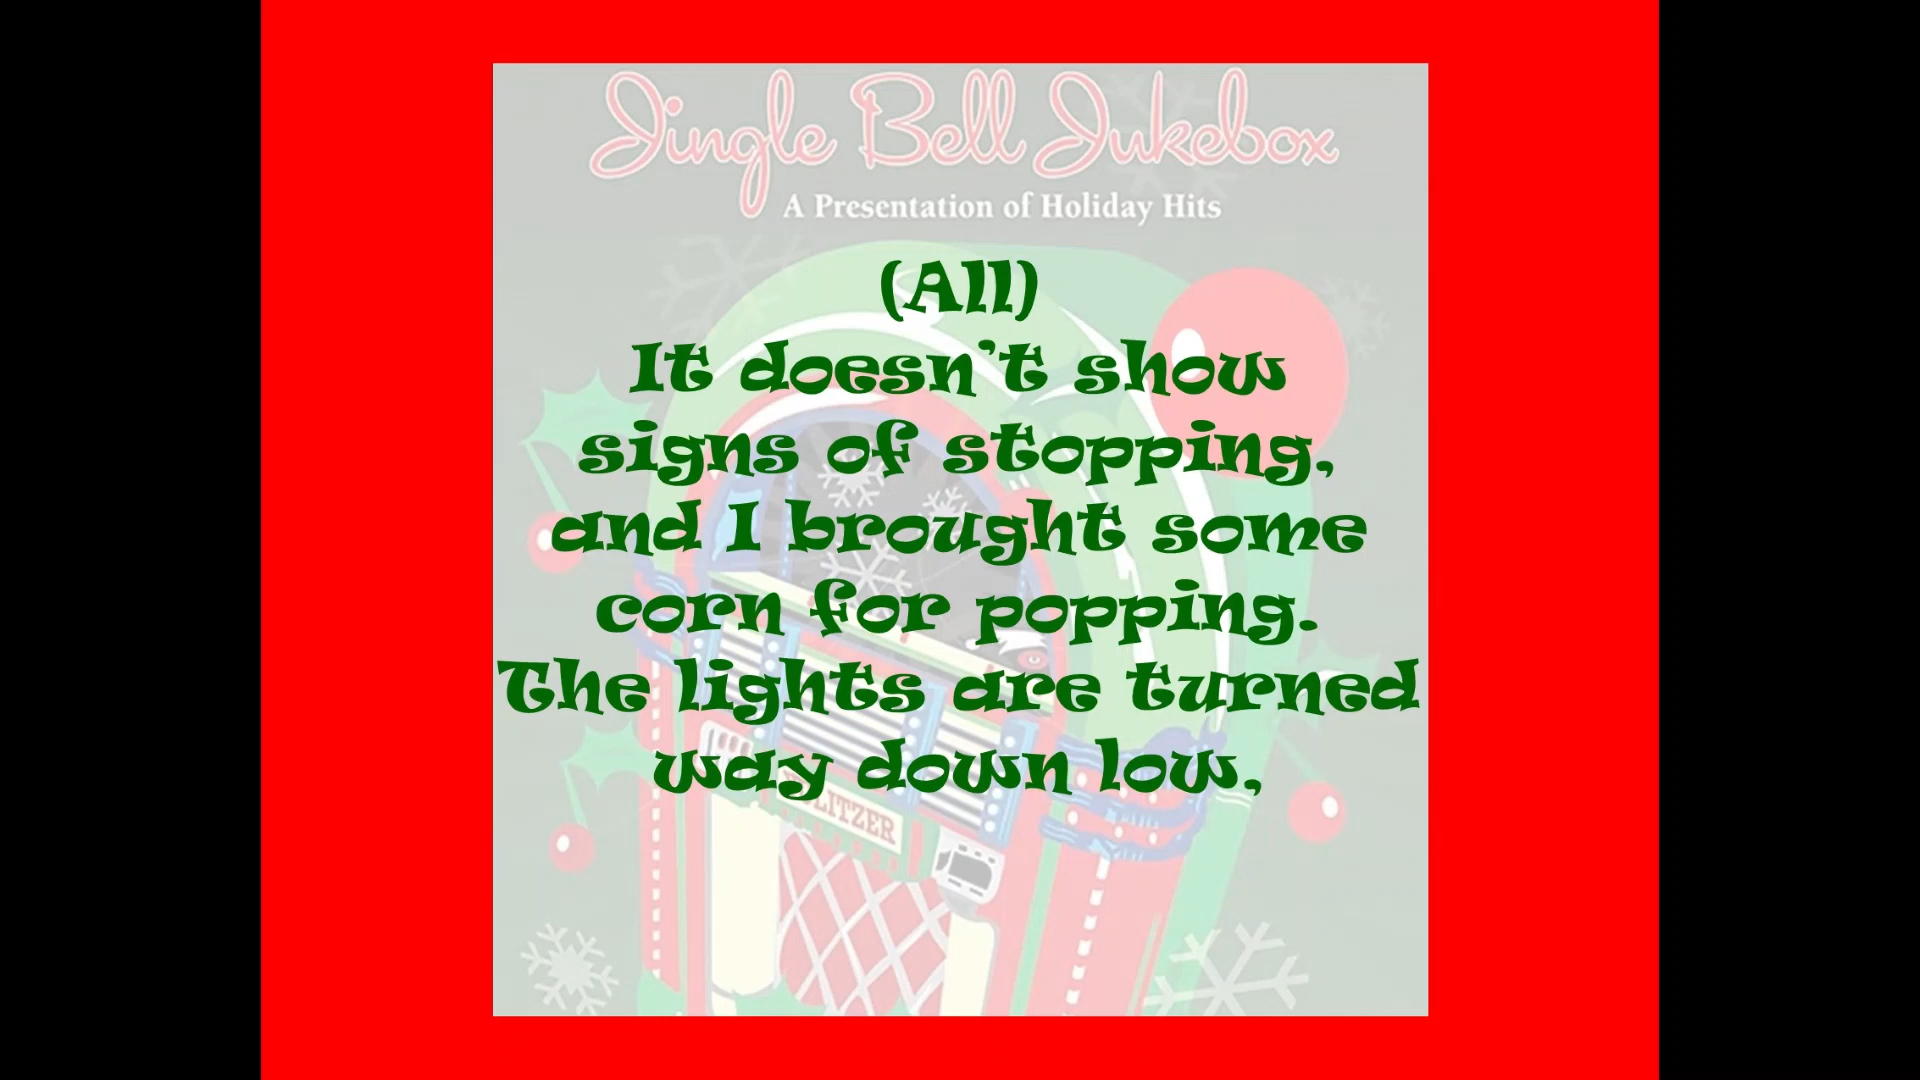 Jingle Bell Jukebox
A Presentation of Holiday Hits
(All)
It doesn't show
signs of stopping,
and I brought some
corn for popping.
The lights are turned
way down low,